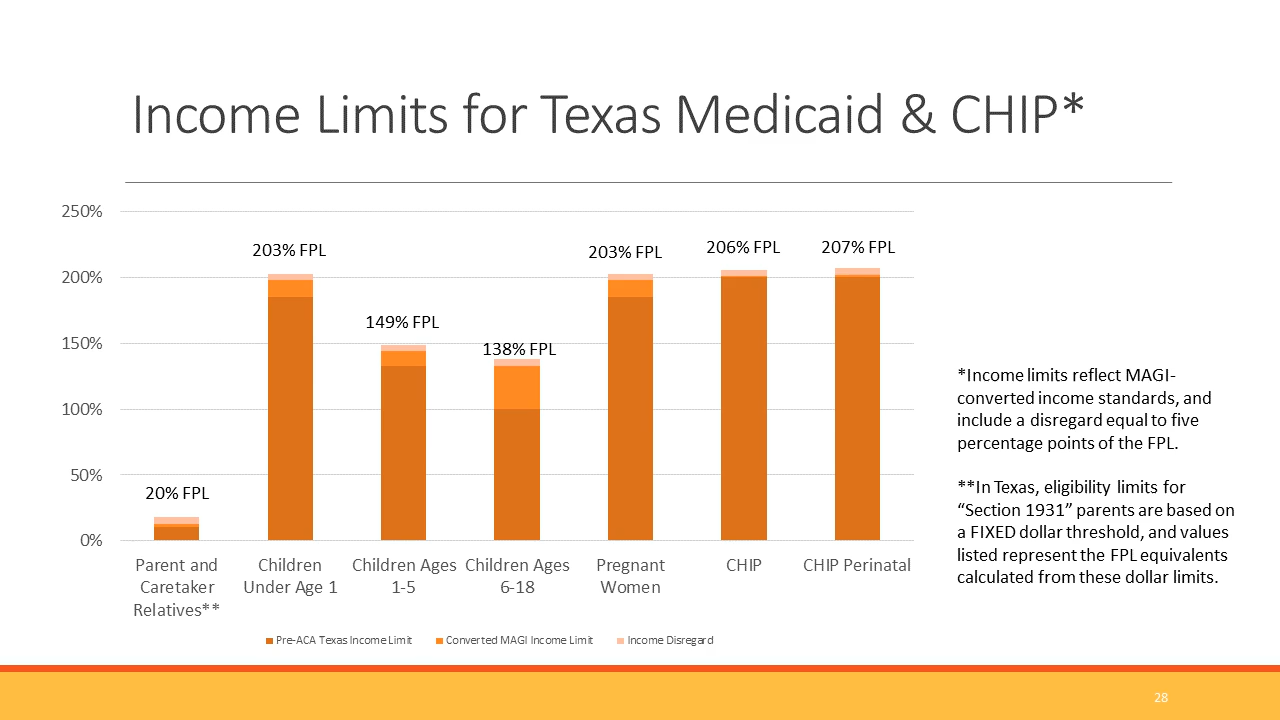 Income Limits for Texas Medicaid & CHIP*
250%
200%
150%
100%
50%
0%
20% FPL
203% FPL
149% FPL
138% FPL
203% FPL
206% FPL
207% FPL
Parent and
Caretaker
Relatives**
Children
Under Age 1
Children Ages
1-5
Children Ages
6-18
Pregnant
Women
CHIP
CHIP Perinatal
Pre-ACA Texas Income Limit
Converted MAGI Income Limit
Income Disregard
*Income limits reflect MAGI-
converted income standards, and
include a disregard equal to five
percentage points of the FPL.
**In Texas, eligibility limits for
“Section 1931” parents are based on
a FIXED dollar threshold, and values
listed represent the FPL equivalents
calculated from these dollar limits.
28